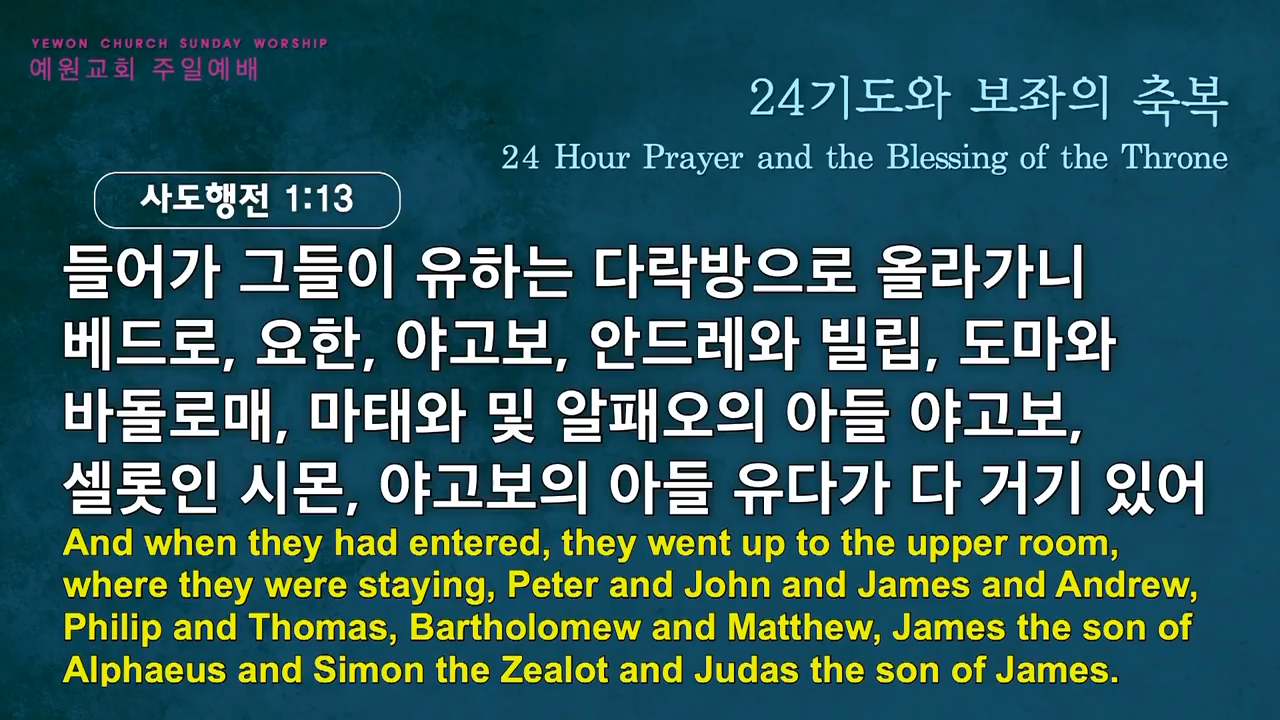 YEWON CHURCH SUNDAY WORSHIP
예원교회 주일예배
24기도와 보좌의 축복
24 Hour Prayer and the Blessing of the Throne
사도행전 1:13
들어가 그들이 유하는 다락방으로 올라가니
베드로, 요한, 야고보, 안드레와 빌립, 도마와
바돌로매, 마태와 및 알패오의 아들 야고보,
셀롯인 시몬, 야고보의 아들 유다가 다 거기 있어
And when they had entered, they went up to the upper room,
where they were staying, Peter and John and James and Andrew,
Philip and Thomas, Bartholomew and Matthew, James the son of
Alphaeus and Simon the Zealot and Judas the son of James.